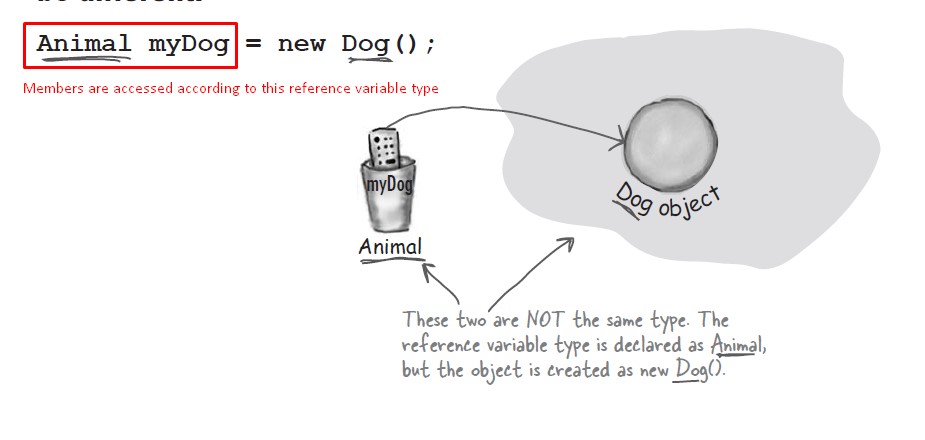 Animal myDog = new Dog();
Members are accessed according to this reference variable type
myDog
Dog object
Animal
These two are NOT the same type. The
reference variable type is declared as Animal,
but the object is created as new Dog().